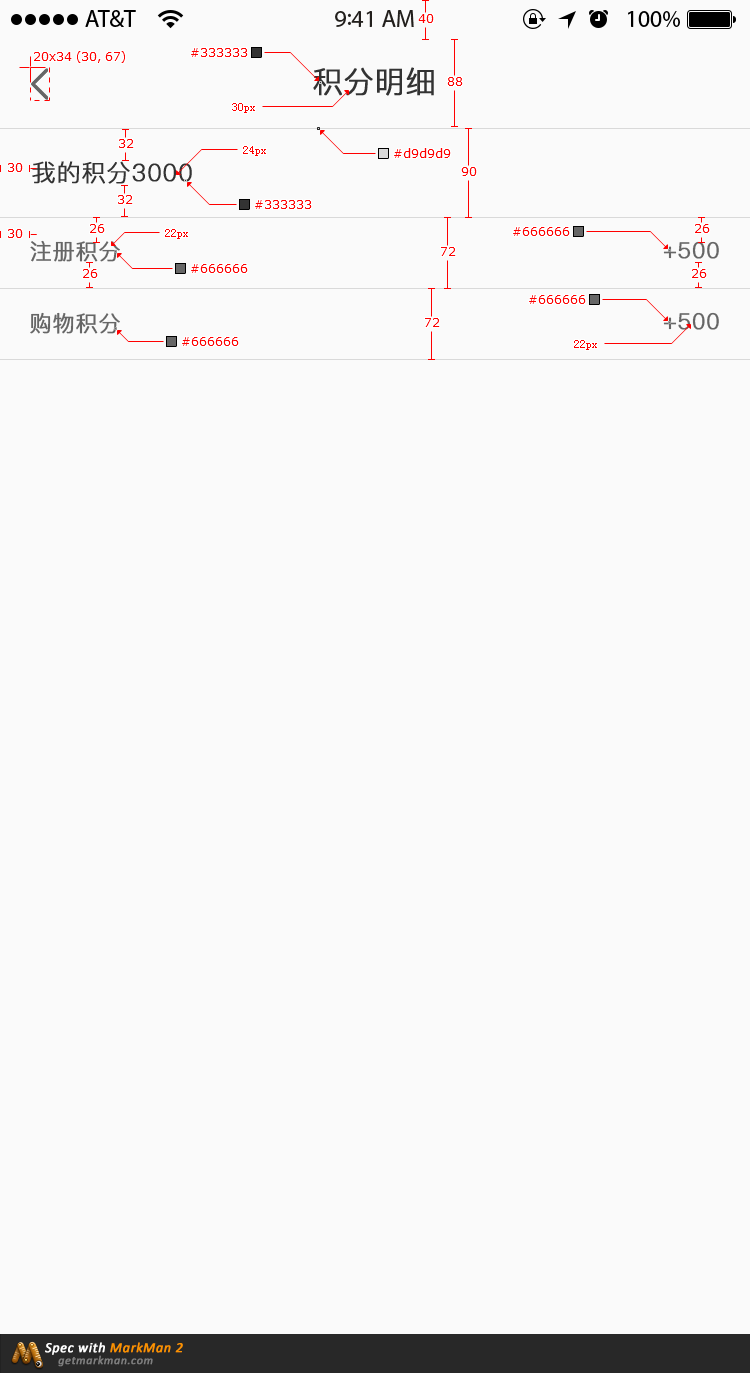 AT&T 9:41 AM 40 100%
20x34 (30, 67) #333333 积分明细 88
30px
32 24px #d9d9d9
30 我的积分3000 90
32 #333333
30 26 22px #666666 26
注册积分 72 +500
26 #666666 26
#666666
购物积分 72 +500
#666666 22px
Spec with MarkMan 2
getmarkman.com